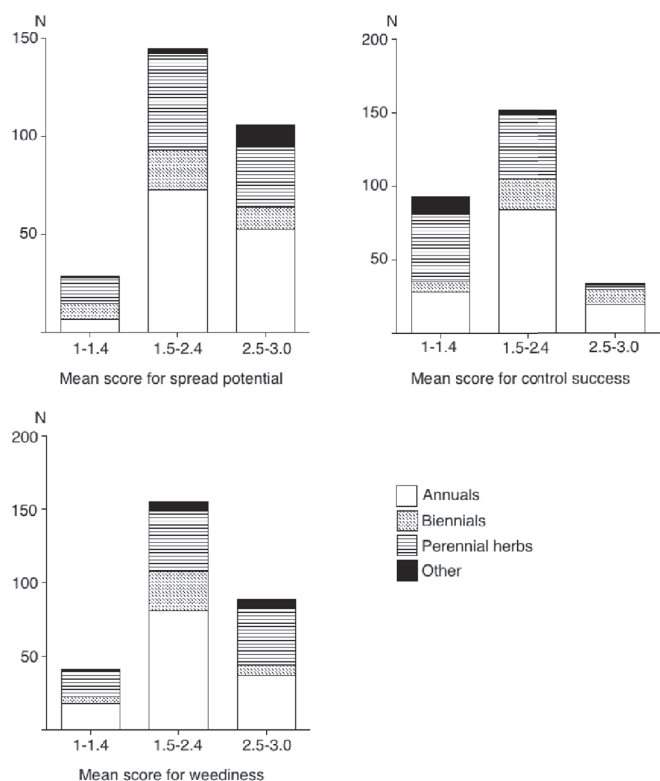 N
150
100
50
1-1.4 1.5-2.4 2.5-3.0
Mean score for spread potential
N
200
150
100
50
1-1.4 1.5-2.4 2.5-3.0
Mean score for control success
N
200
150
100
50
1-1.4 1.5-2.4 2.5-3.0
Mean score for weediness
Annuals
Biennials
Perennial herbs
Other